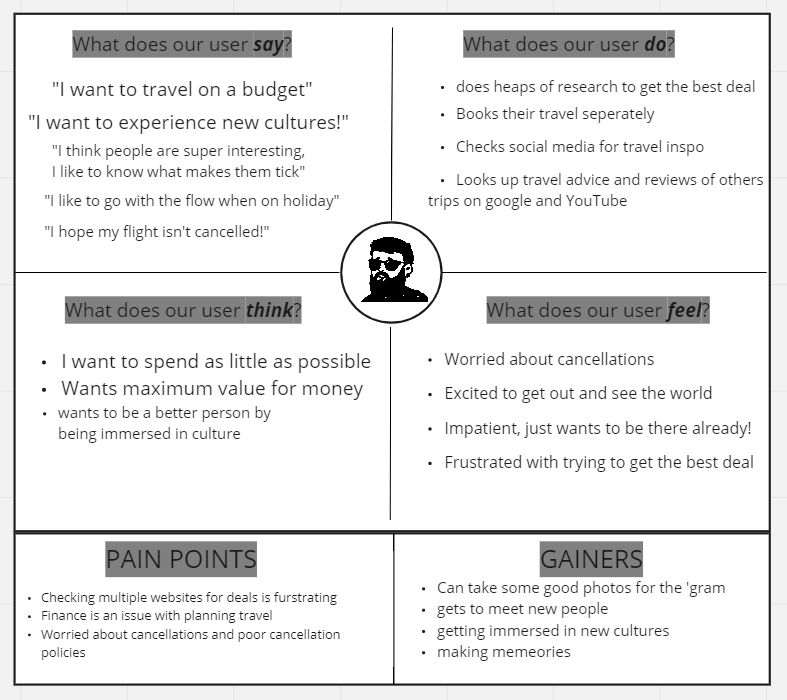 What does our user say?
"I want to travel on a budget"
"I want to experience new cultures!"
"I think people are super interesting,
I like to know what makes them tick"
"I like to go with the flow when on holiday"
"I hope my flight isn't cancelled!"
What does our user do?
• does heaps of research to get the best deal
• Books their travel seperately
• Checks social media for travel inspo
• Looks up travel advice and reviews of others
trips on google and YouTube
What does our user think?
• I want to spend as little as possible
• Wants maximum value for money
• wants to be a better person by
being immersed in culture
What does our user feel?
• Worried about cancellations
• Excited to get out and see the world
• Impatient, just wants to be there already!
• Frustrated with trying to get the best deal
PAIN POINTS
• Checking multiple websites for deals is furstrating
• Finance is an issue with planning travel
• Worried about cancellations and poor cancellation
policies
GAINERS
• Can take some good photos for the 'gram
• gets to meet new people
• getting immersed in new cultures
• making memeories